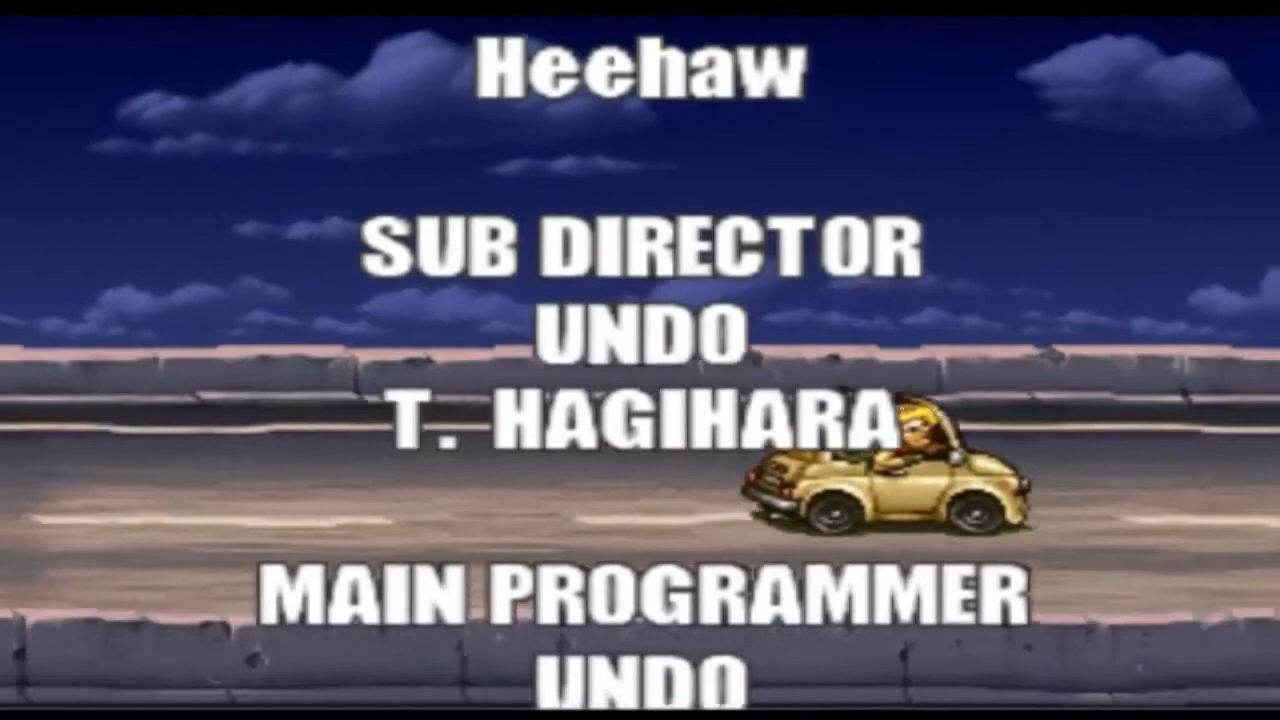 Heehaw
SUB DIRECTOR
UNDO
T. HAGIHARA
MAIN PROGRAMMER
UNDO